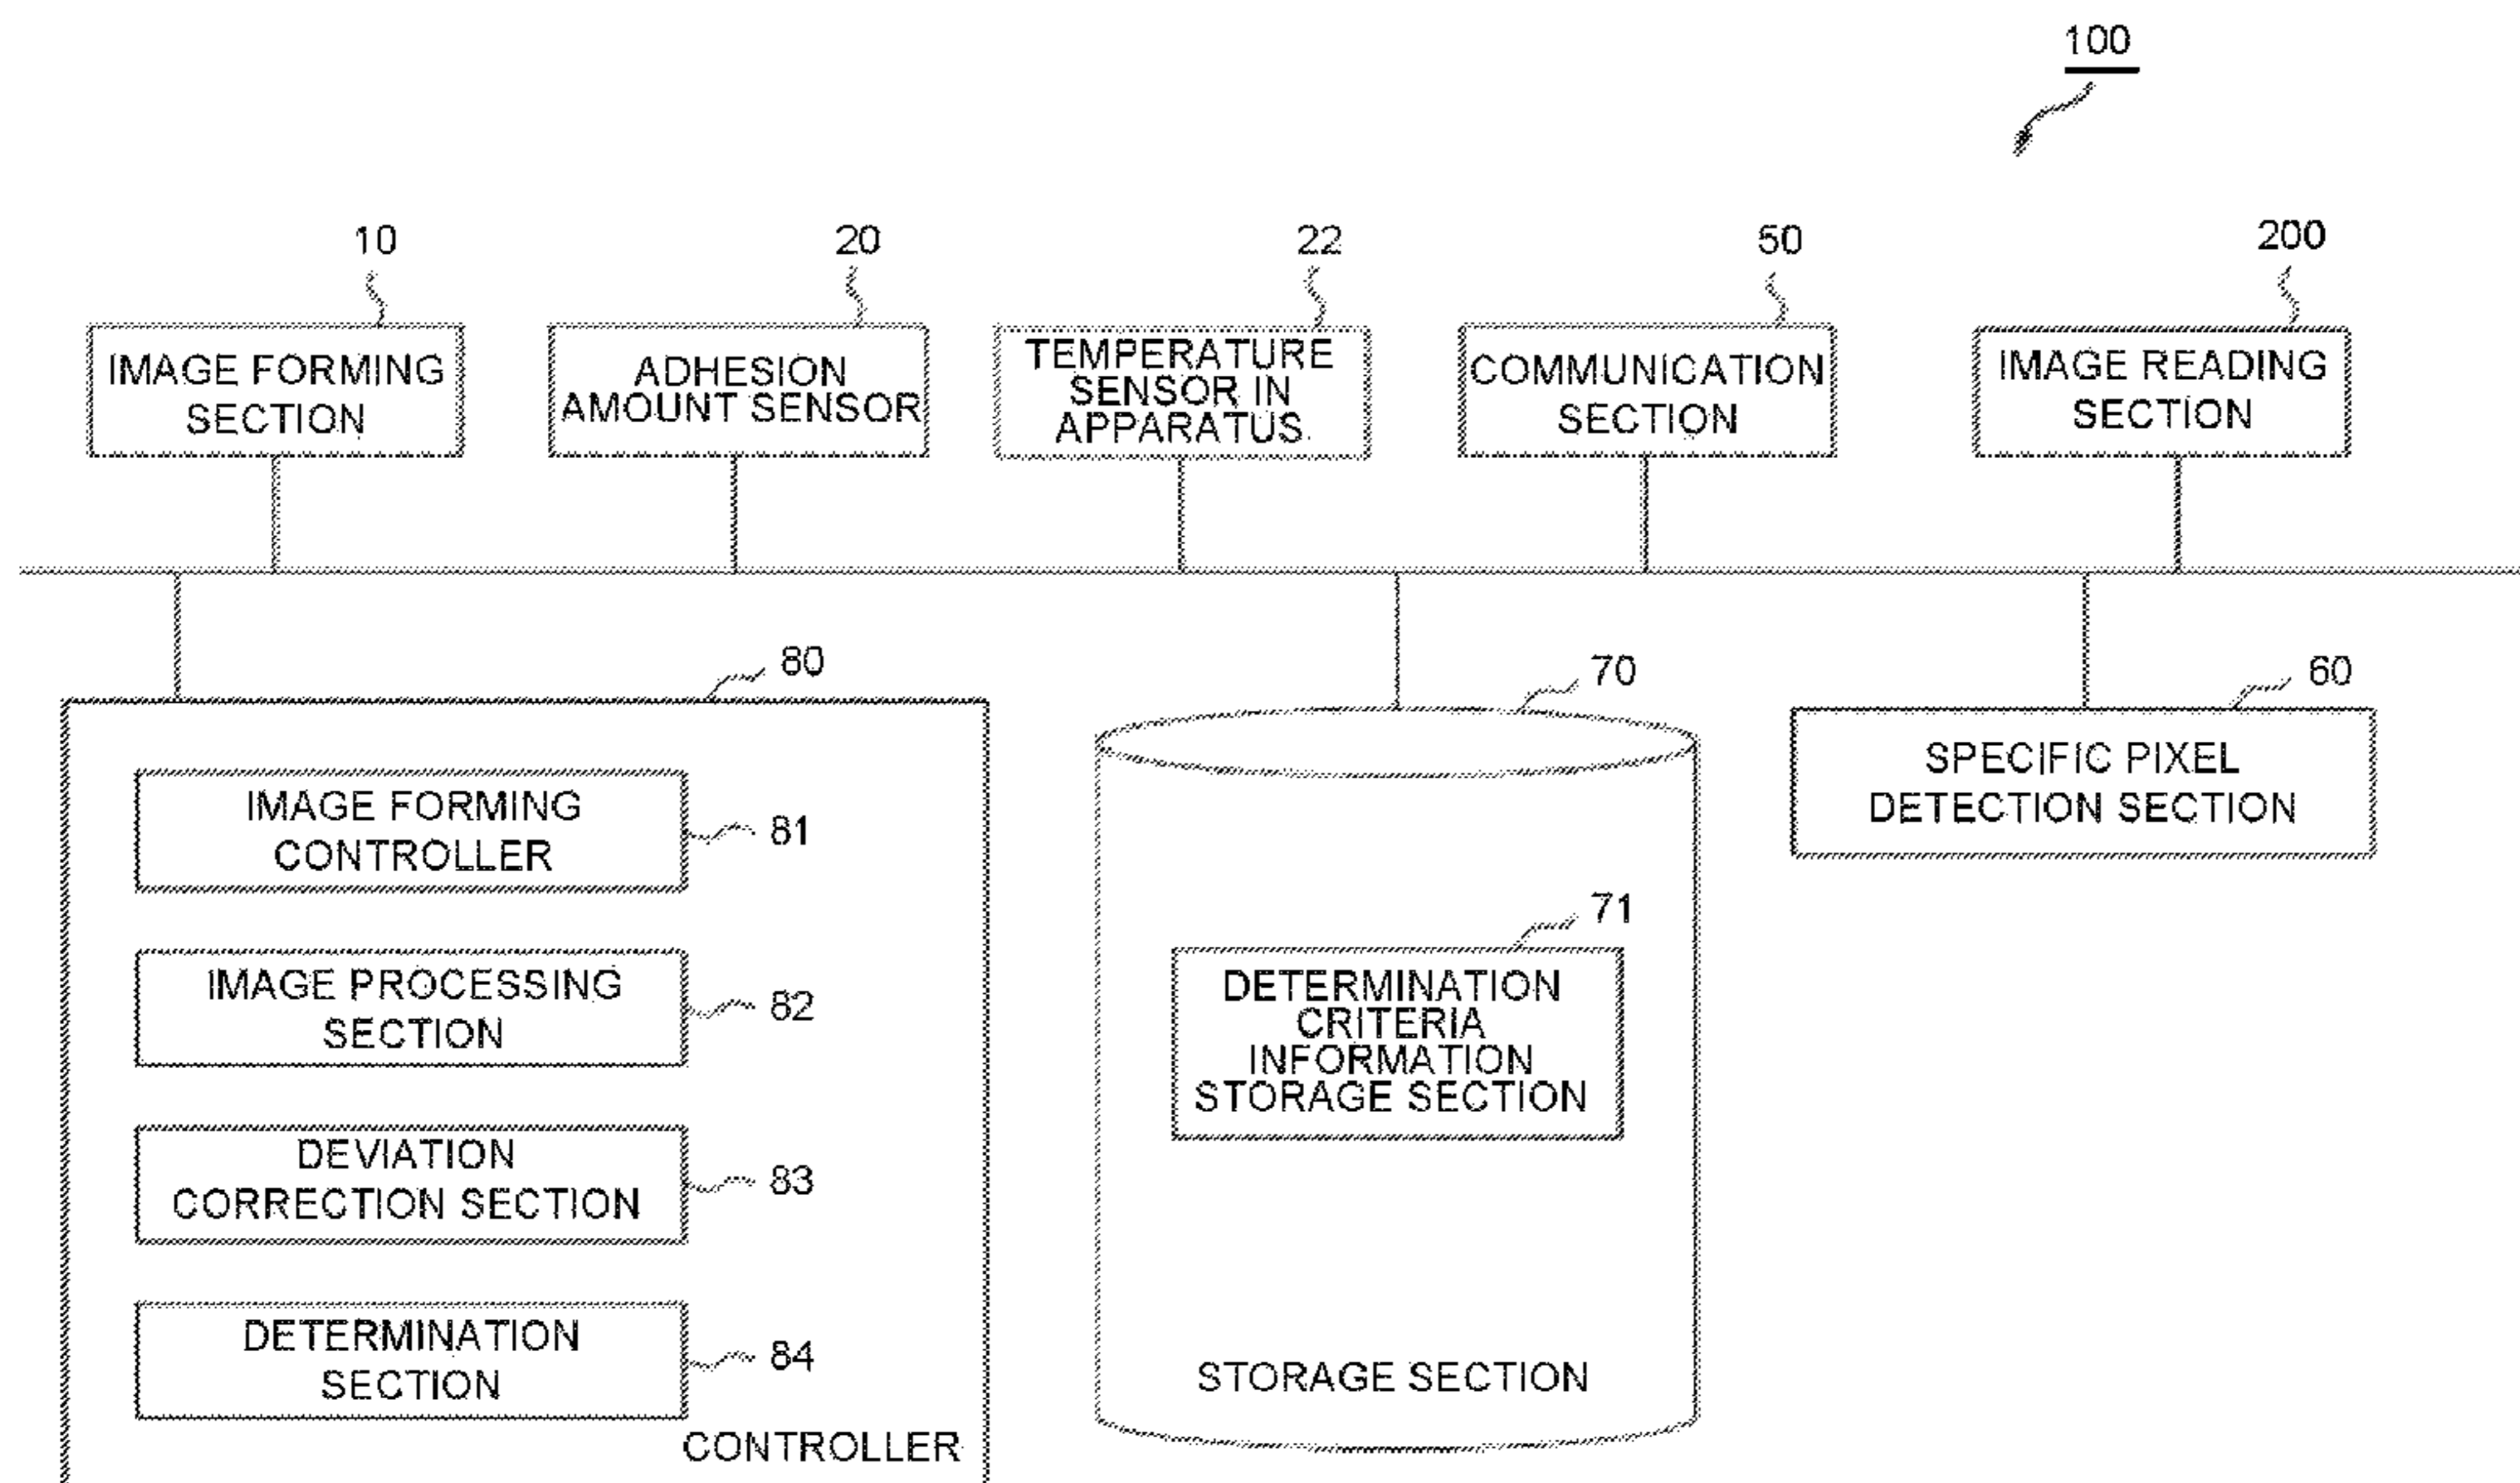 100
10
20
22
50
200
IMAGE FORMING
SECTION
ADHESION
AMOUNT SENSOR
TEMPERATURE
SENSOR IN
APPARATUS
COMMUNICATION
SECTION
IMAGE READING
SECTION
80
70
60
IMAGE FORMING
CONTROLLER
81
IMAGE PROCESSING
SECTION
82
DEVIATION
CORRECTION SECTION
83
DETERMINATION
SECTION
84
CONTROLLER
71
DETERMINATION
CRITERIA
INFORMATION
STORAGE SECTION
STORAGE SECTION
SPECIFIC PIXEL
DETECTION SECTION